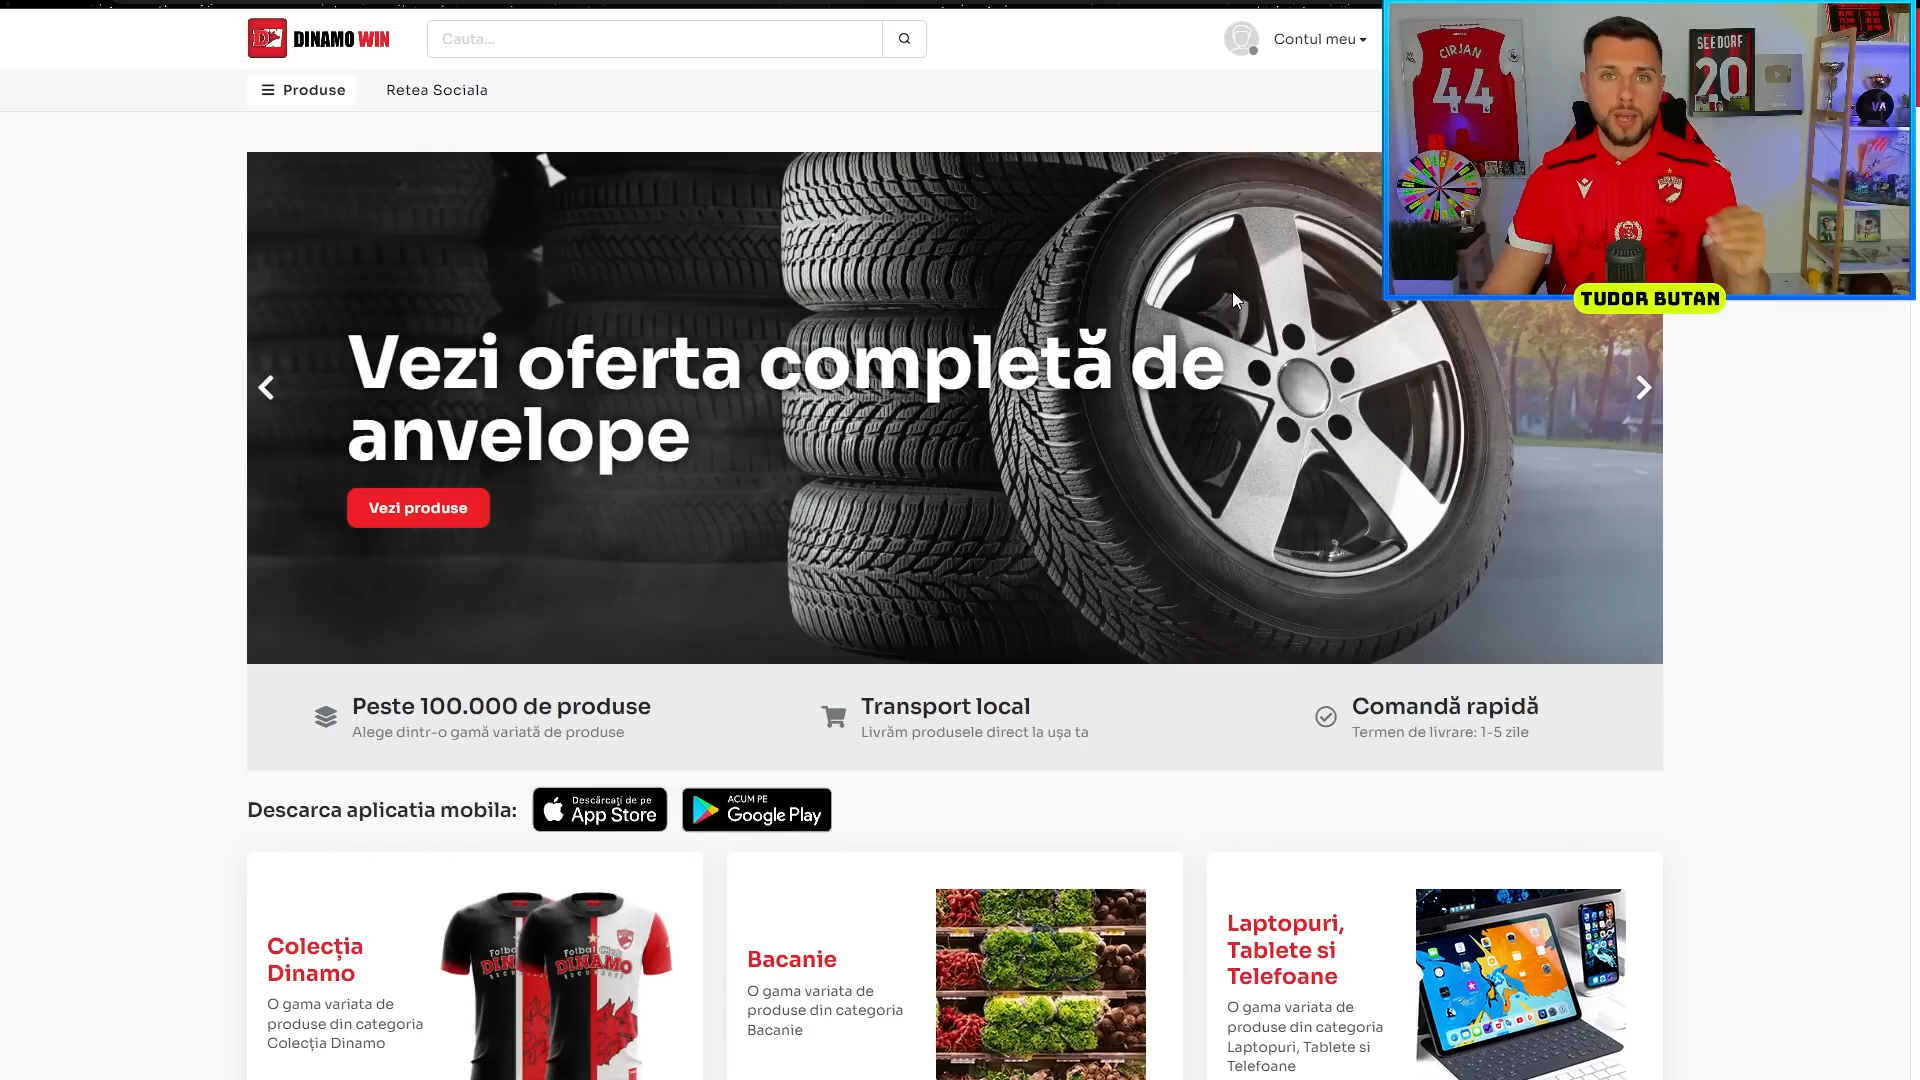 DINAMO WIN
Cauta...
Contul meu
Produse
Retea Sociala
CIRJAN
44
SEEDORF
20
TUDOR BUTAN
Vezi oferta completă de
anvelope
Vezi produse
Peste 100.000 de produse
Alege dintr-o gamă variată de produse
Transport local
Livrăm produsele direct la ușa ta
Comandă rapidă
Termen de livrare: 1-5 zile
Descarca aplicatia mobila:
Descărcați de pe
App Store
ACUM PE
Google Play
Colecția
Dinamo
O gama variata de
produse din categoria
Colecția Dinamo
Fotbal Club
DINAMO
Bacanie
O gama variata de
produse din categoria
Bacanie
Laptopuri,
Tablete si
Telefoane
O gama variata de
produse din categoria
Laptopuri, Tablete si
Telefoane